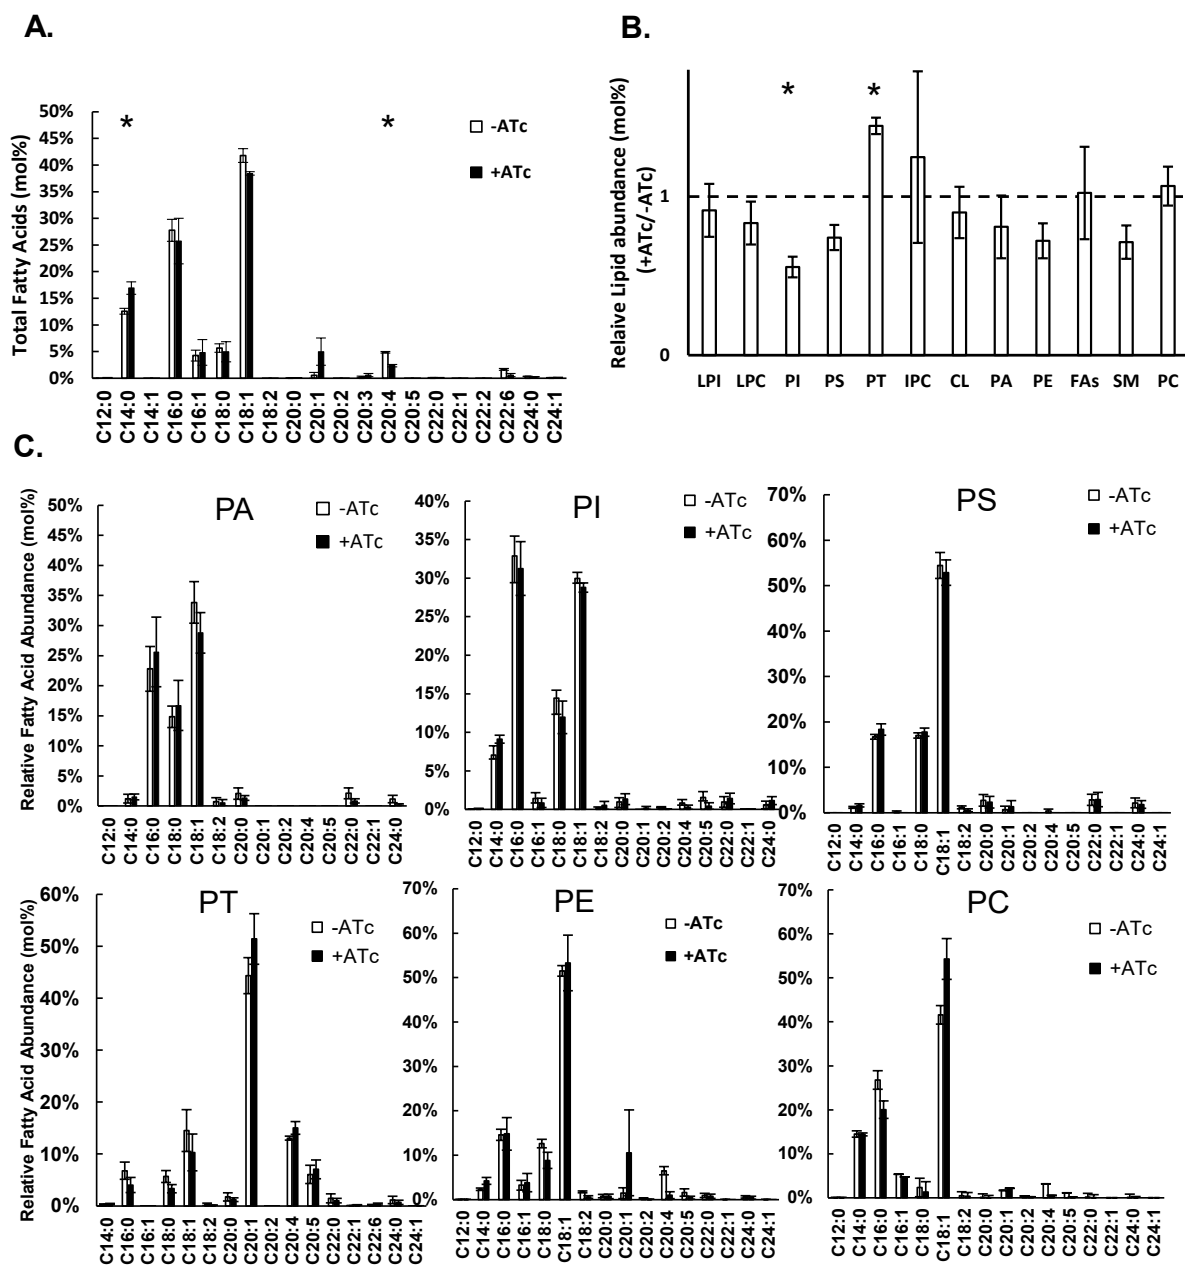 A.
Total Fatty Acids (mol%)
50%
45%
40%
35%
30%
25%
20%
15%
10%
5%
0%
* *
-ATc
+ATc
C12:0 C14:0 C14:1 C16:0 C16:1 C18:0 C18:1 C18:2 C20:0 C20:1 C20:2 C20:3 C20:4 C20:5 C22:0 C22:1 C22:2 C22:6 C24:0 C24:1
B.
Relaive Lipid abundance (mol%)
(+ATc/-ATc)
1
0
* *
LPI LPC PI PS PT IPC CL PA PE FAs SM PC
C.
Relative Fatty Acid Abundance (mol%)
PA
50%
45%
40%
35%
30%
25%
20%
15%
10%
5%
0%
-ATc
+ATc
C12:0 C14:0 C16:0 C18:0 C18:1 C18:2 C20:0 C20:1 C20:2 C20:4 C20:5 C22:0 C22:1 C24:0
PI
40%
35%
30%
25%
20%
15%
10%
5%
0%
-ATc
+ATc
C12:0 C14:0 C16:0 C16:1 C18:0 C18:1 C18:2 C20:0 C20:1 C20:2 C20:4 C20:5 C22:0 C22:1 C24:0
PS
70%
60%
50%
40%
30%
20%
10%
0%
-ATc
+ATc
C12:0 C14:0 C16:0 C16:1 C18:0 C18:1 C18:2 C20:0 C20:1 C20:2 C20:4 C20:5 C22:0 C22:1 C24:0 C24:1
Relative Fatty Acid Abundance (mol%)
PT
60%
50%
40%
30%
20%
10%
0%
-ATc
+ATc
C14:0 C16:0 C16:1 C18:0 C18:1 C18:2 C20:0 C20:1 C20:2 C20:4 C20:5 C22:0 C22:1 C22:6 C24:0 C24:1
PE
70%
60%
50%
40%
30%
20%
10%
0%
-ATc
+ATc
C12:0 C14:0 C16:0 C16:1 C18:0 C18:1 C18:2 C20:0 C20:1 C20:2 C20:4 C20:5 C22:0 C22:1 C24:0 C24:1
PC
70%
60%
50%
40%
30%
20%
10%
0%
-ATc
+ATc
C12:0 C14:0 C16:0 C16:1 C18:0 C18:1 C18:2 C20:0 C20:1 C20:2 C20:4 C20:5 C22:0 C22:1 C24:0 C24:1